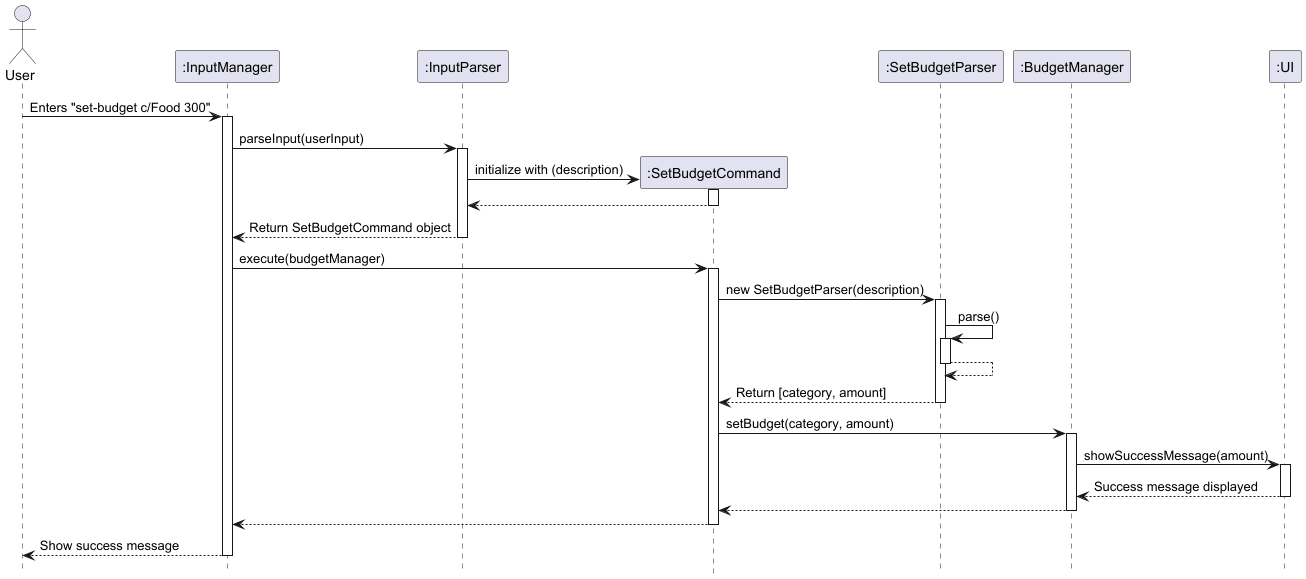 User
:InputManager
:InputParser
:SetBudgetParser
:BudgetManager
:UI
Enters "set-budget c/Food 300"
parseInput(userInput)
initialize with (description)
:SetBudgetCommand
Return SetBudgetCommand object
execute(budgetManager)
new SetBudgetParser(description)
parse()
Return [category, amount]
setBudget(category, amount)
showSuccessMessage(amount)
Success message displayed
Show success message